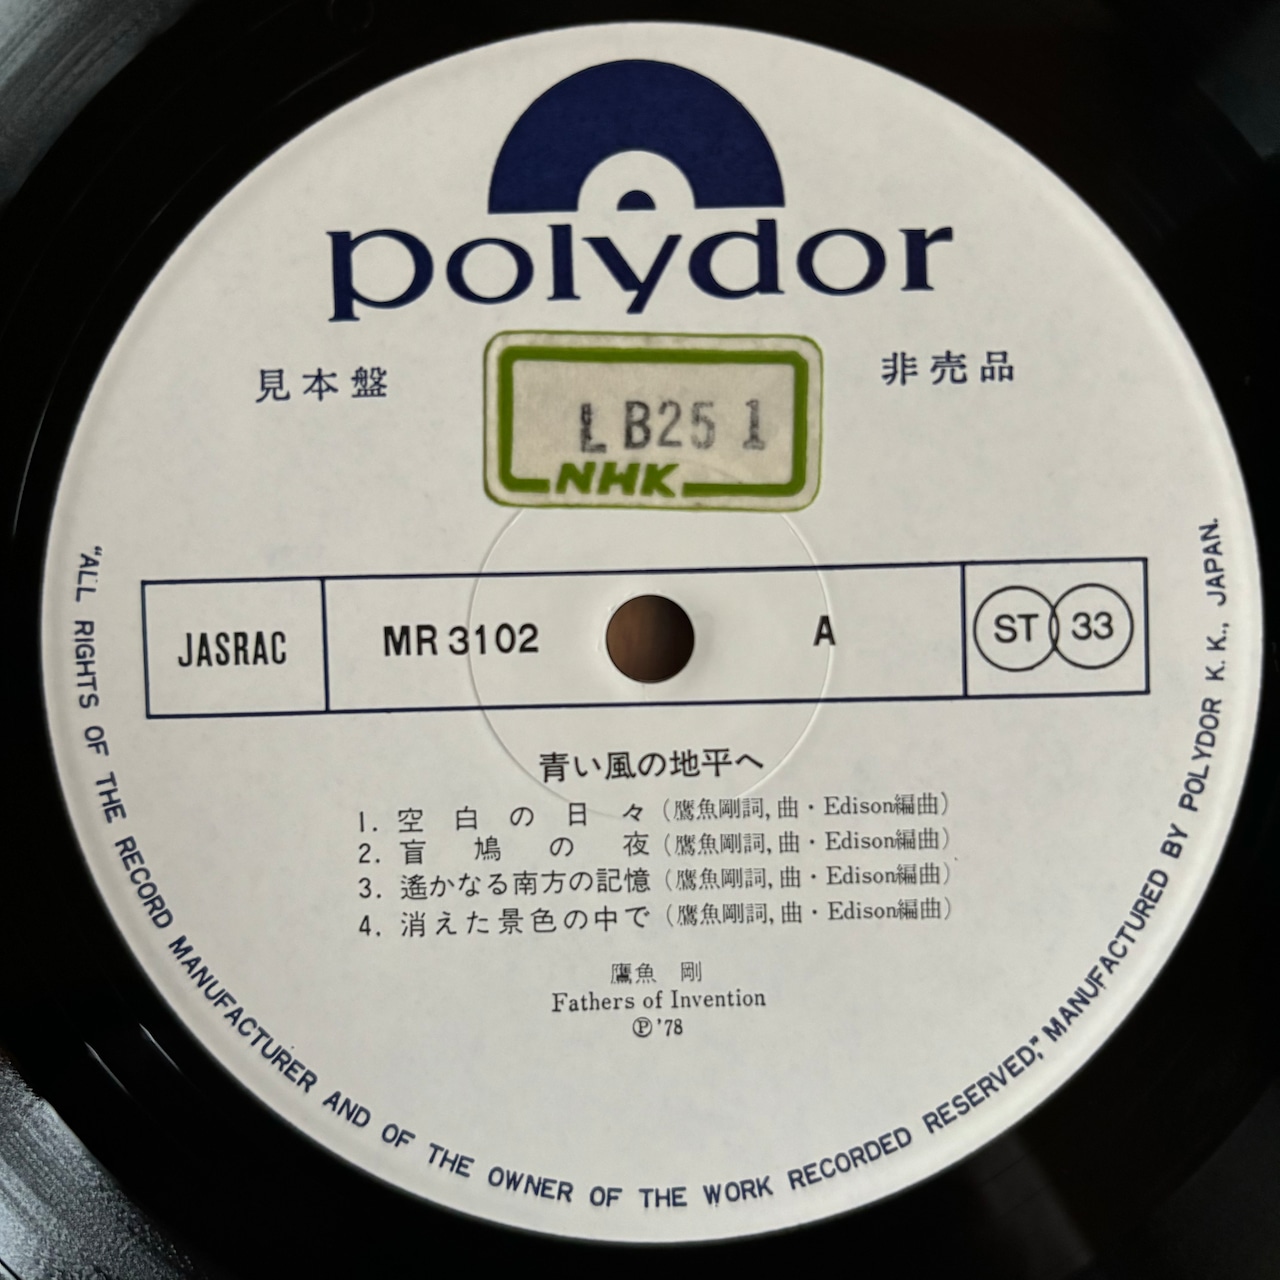 polydor
見本盤
非売品
LB25 1
NHK
JASRAC
MR 3102
A
ST 33
青い風の地平へ
1. 空白の日々 (鷹魚剛詞, 曲・Edison編曲)
2. 盲鳩の夜 (鷹魚剛詞, 曲・Edison編曲)
3. 遙かなる南方の記憶 (鷹魚剛詞, 曲・Edison編曲)
4. 消えた景色の中で (鷹魚剛詞, 曲・Edison編曲)
鷹魚 剛
Fathers of Invention
Ⓟ'78
"ALL RIGHTS OF THE RECORD MANUFACTURER AND OF THE OWNER OF THE WORK RECORDED RESERVED," MANUFACTURED BY POLYDOR K.K., JAPAN.